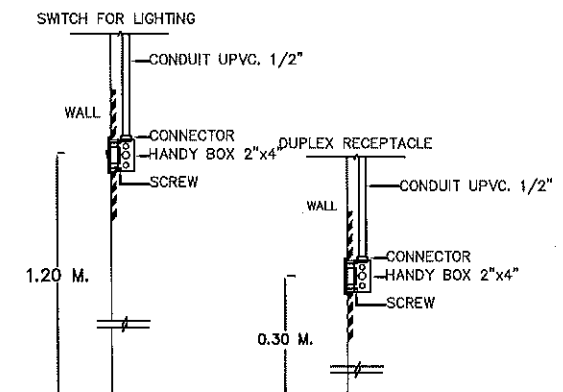 SWITCH FOR LIGHTING
CONDUIT UPVC. 1/2"
WALL
CONNECTOR
HANDY BOX 2"x4"
SCREW
1.20 M.
DUPLEX RECEPTACLE
CONDUIT UPVC. 1/2"
WALL
CONNECTOR
HANDY BOX 2"x4"
SCREW
0.30 M.